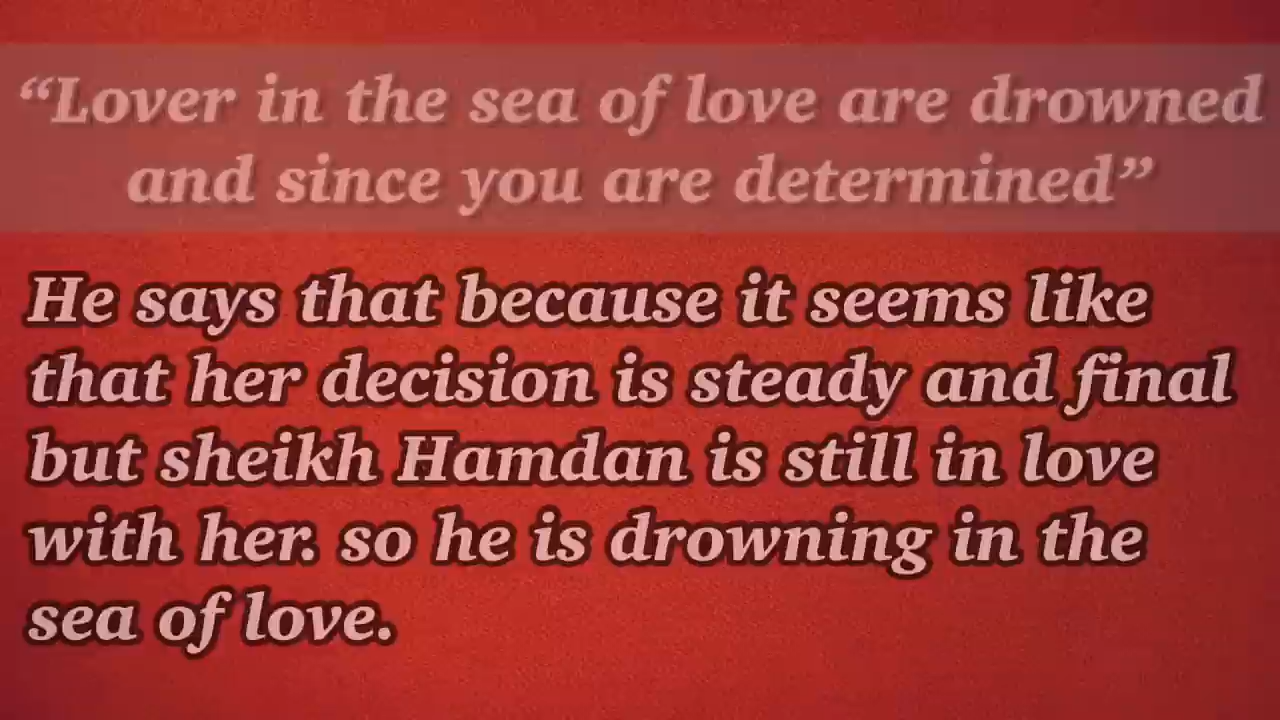 “Lover in the sea of love are drowned
and since you are determined”
He says that because it seems like
that her decision is steady and final
but sheikh Hamdan is still in love
with her. so he is drowning in the
sea of love.